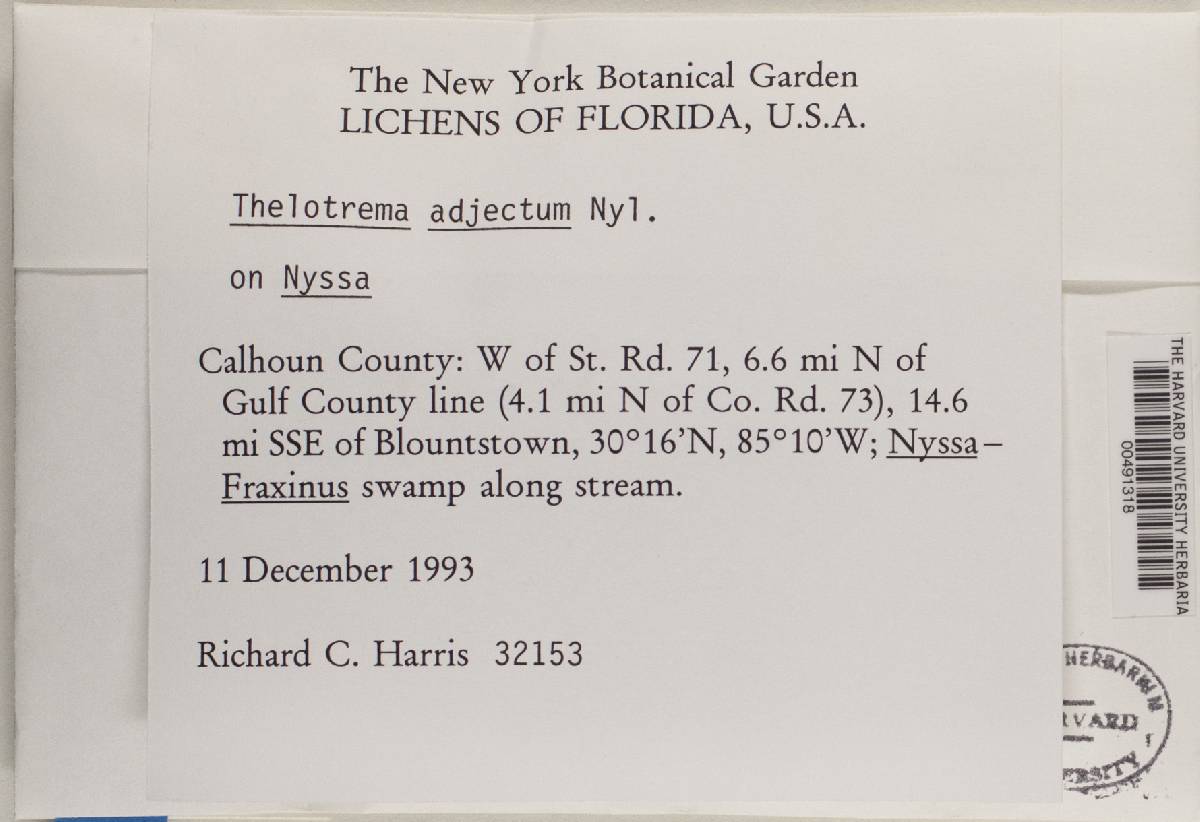 The New York Botanical Garden
LICHENS OF FLORIDA, U.S.A.
Thelotrema adjectum Nyl.
on Nyssa
Calhoun County: W of St. Rd. 71, 6.6 mi N of
Gulf County line (4.1 mi N of Co. Rd. 73), 14.6
mi SSE of Blountstown, 30°16'N, 85°10'W; Nyssa–
Fraxinus swamp along stream.
11 December 1993
Richard C. Harris 32153
THE HARVARD UNIVERSITY HERBARIA
00491318